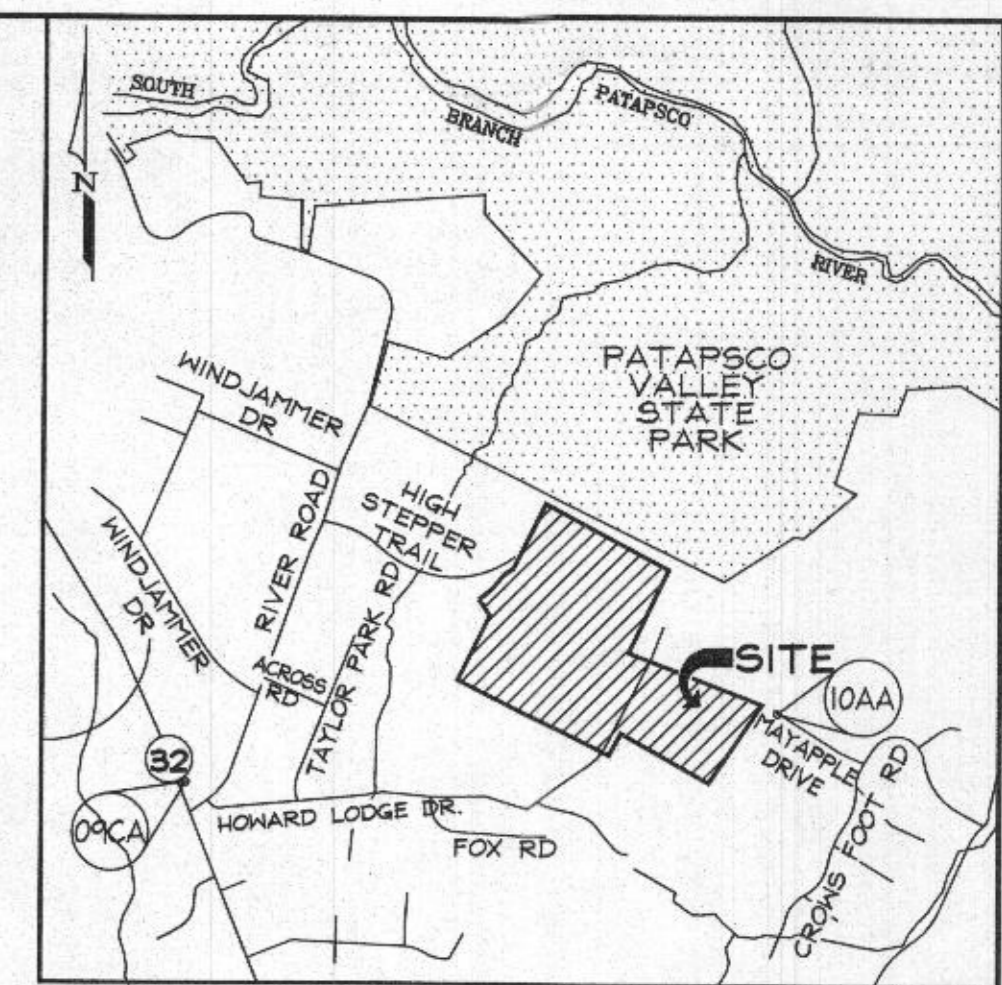 SOUTH
BRANCH
PATAPSCO
RIVER
N
PATAPSCO
VALLEY
STATE
PARK
WINDJAMMER
DR
HIGH
STEPPER
TRAIL
RIVER ROAD
WINDJAMMER
DR
TAYLOR PARK RD
ACROSS
RD
SITE
10AA
MAYAPPLE
DRIVE
32
09CA
HOWARD LODGE DR.
FOX RD
CROWS FOOT RD